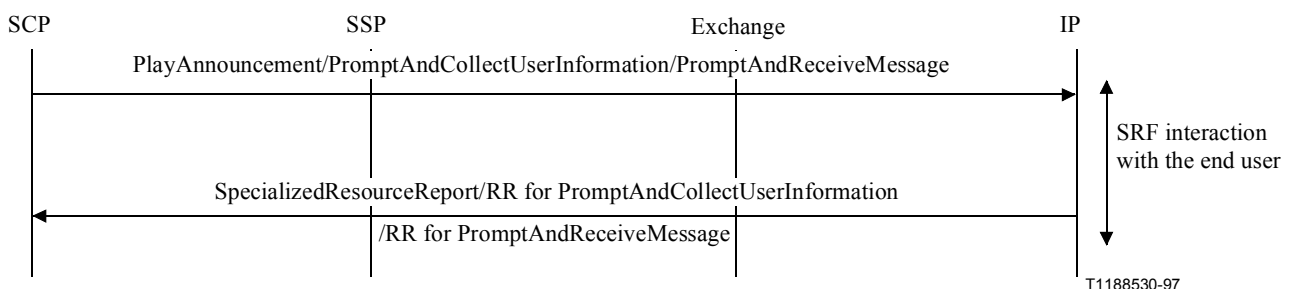 SCP
SSP
Exchange
IP
PlayAnnouncement/PromptAndCollectUserInformation/PromptAndReceiveMessage
SRF interaction
with the end user
SpecializedResourceReport/RR for PromptAndCollectUserInformation
/RR for PromptAndReceiveMessage
T1188530-97